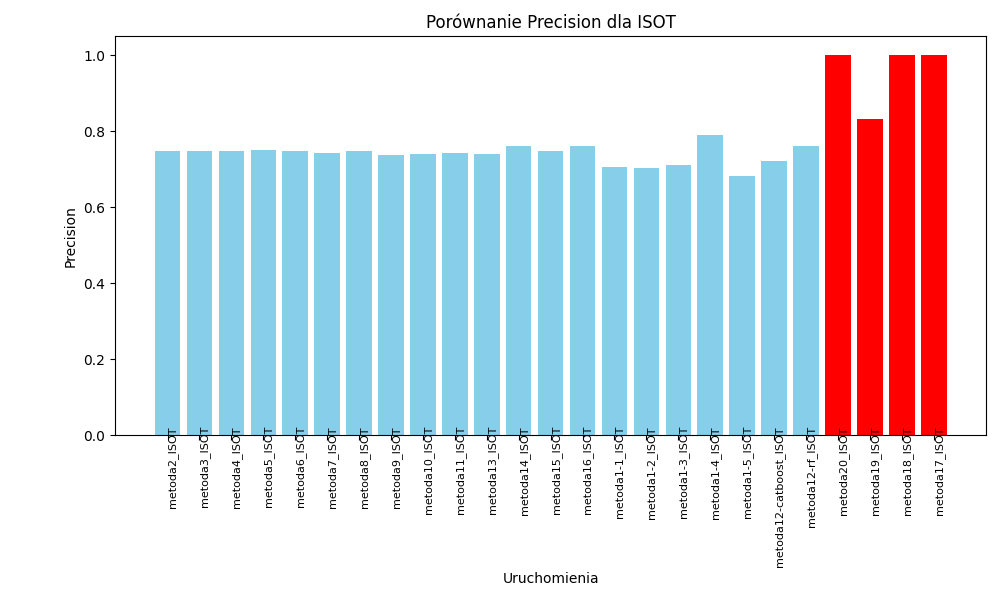 Porównanie Precision dla ISOT
Precision
1.0
0.8
0.6
0.4
0.2
0.0
metoda2_ISOT
metoda3_ISOT
metoda4_ISOT
metoda5_ISOT
metoda6_ISOT
metoda7_ISOT
metoda8_ISOT
metoda9_ISOT
metoda10_ISOT
metoda11_ISOT
metoda13_ISOT
metoda14_ISOT
metoda15_ISOT
metoda16_ISOT
metoda1-1_ISOT
metoda1-2_ISOT
metoda1-3_ISOT
metoda1-4_ISOT
metoda1-5_ISOT
metoda12-catboost_ISOT
metoda12-rf_ISOT
metoda20_ISOT
metoda19_ISOT
metoda18_ISOT
metoda17_ISOT
Uruchomienia